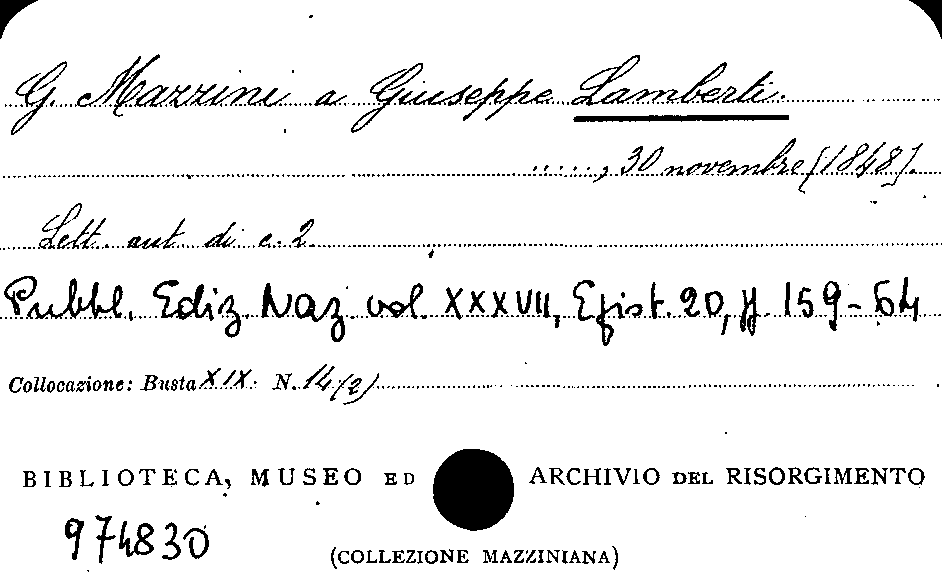 G. Mazzini a Giuseppe Lamberti.
....., 30 novembre [1848].
Lett. aut. di c. 2.
Pubbl. Ediz. Naz. vol. XXXVII, Epist. 20, pp. 159-64
Collocazione: Busta XIX. N. 14 (2)
BIBLIOTECA, MUSEO ED ARCHIVIO DEL RISORGIMENTO
974830
(COLLEZIONE MAZZINIANA)